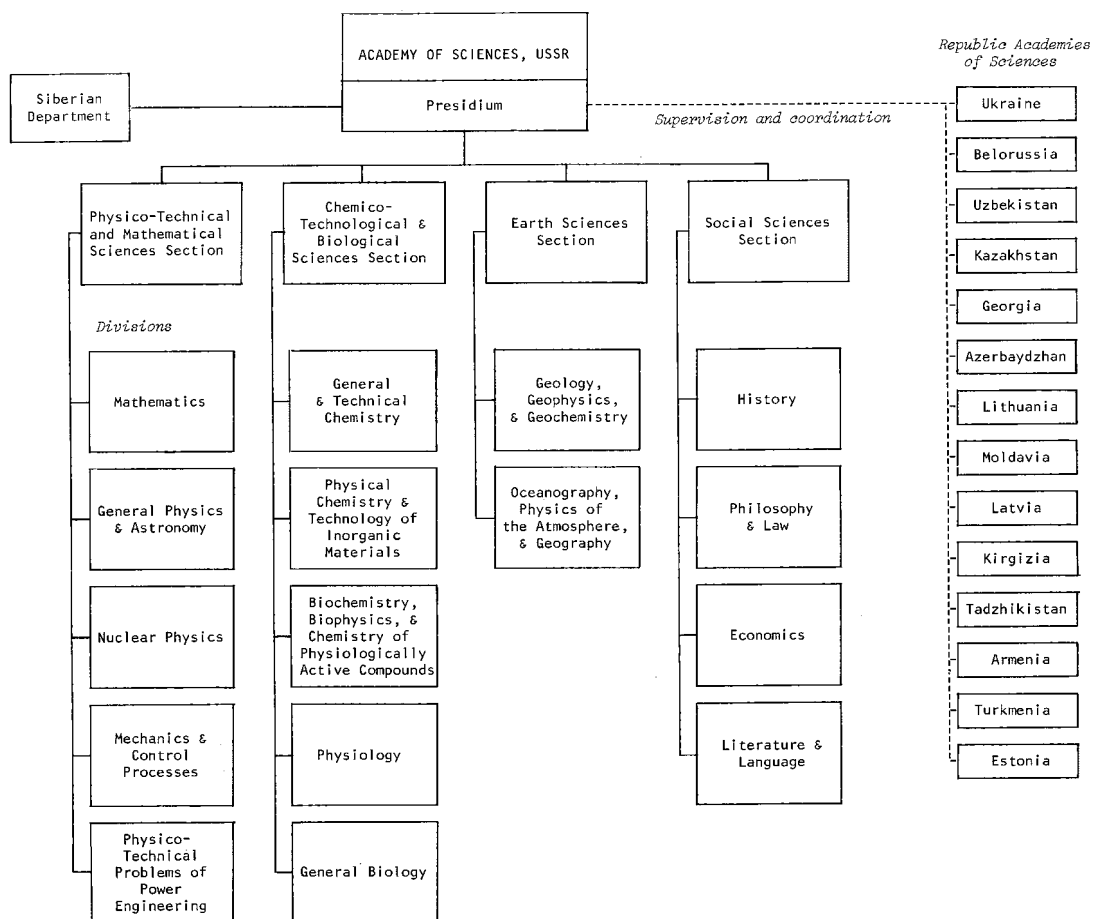 ACADEMY OF SCIENCES, USSR
Presidium
Siberian
Department
Supervision and coordination
Republic Academies
of Sciences
Ukraine
Belorussia
Uzbekistan
Kazakhstan
Georgia
Azerbaydzhan
Lithuania
Moldavia
Latvia
Kirgizia
Tadzhikistan
Armenia
Turkmenia
Estonia
Physico-Technical
and Mathematical
Sciences Section
Divisions
Mathematics
General Physics
& Astronomy
Nuclear Physics
Mechanics &
Control
Processes
Physico-
Technical
Problems of
Power
Engineering
Chemico-
Technological &
Biological
Sciences Section
General
& Technical
Chemistry
Physical
Chemistry &
Technology of
Inorganic
Materials
Biochemistry,
Biophysics, &
Chemistry of
Physiologically
Active Compounds
Physiology
General Biology
Earth Sciences
Section
Geology,
Geophysics,
& Geochemistry
Oceanography,
Physics of
the Atmosphere,
& Geography
Social Sciences
Section
History
Philosophy
& Law
Economics
Literature &
Language